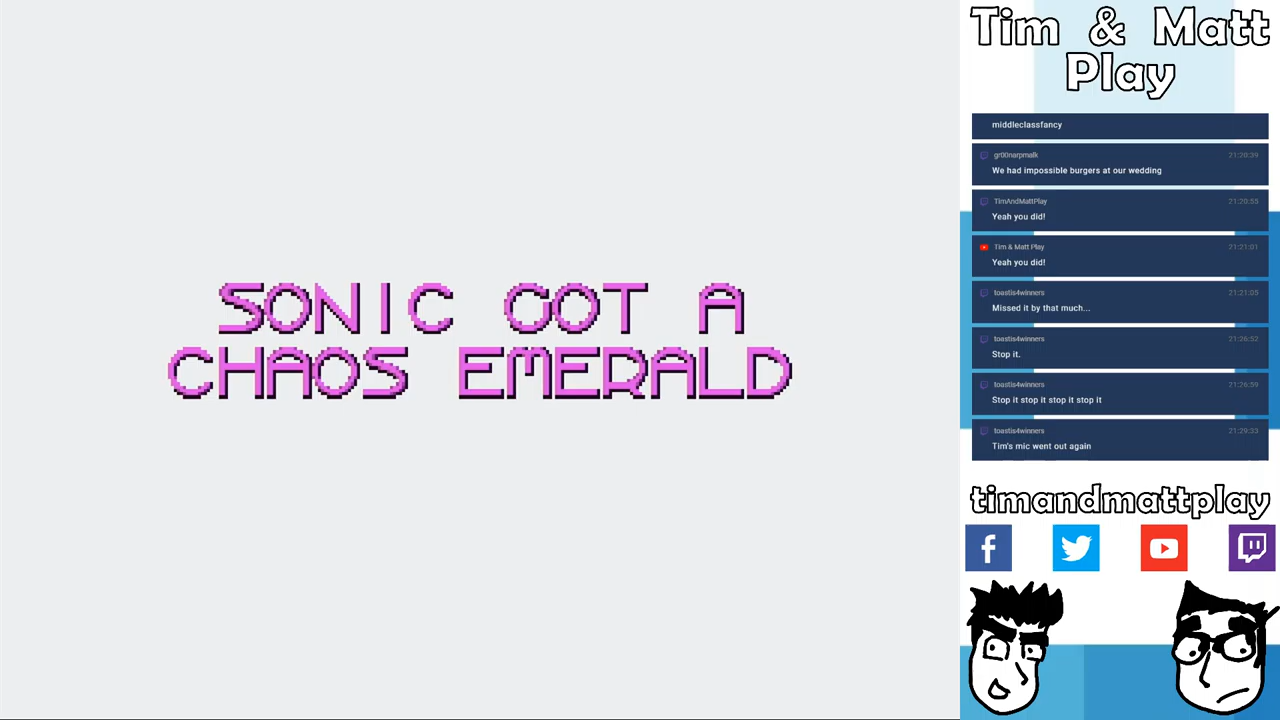 SONIC GOT A
CHAOS EMERALD
Tim & Matt
Play
middleclassfancy
gr00narpmalk 21:20:39
We had impossible burgers at our wedding
TimAndMattPlay 21:20:55
Yeah you did!
Tim & Matt Play 21:21:01
Yeah you did!
toastis4winners 21:21:05
Missed it by that much...
toastis4winners 21:26:52
Stop it.
toastis4winners 21:26:59
Stop it stop it stop it stop it
toastis4winners 21:29:33
Tim's mic went out again
timandmattplay